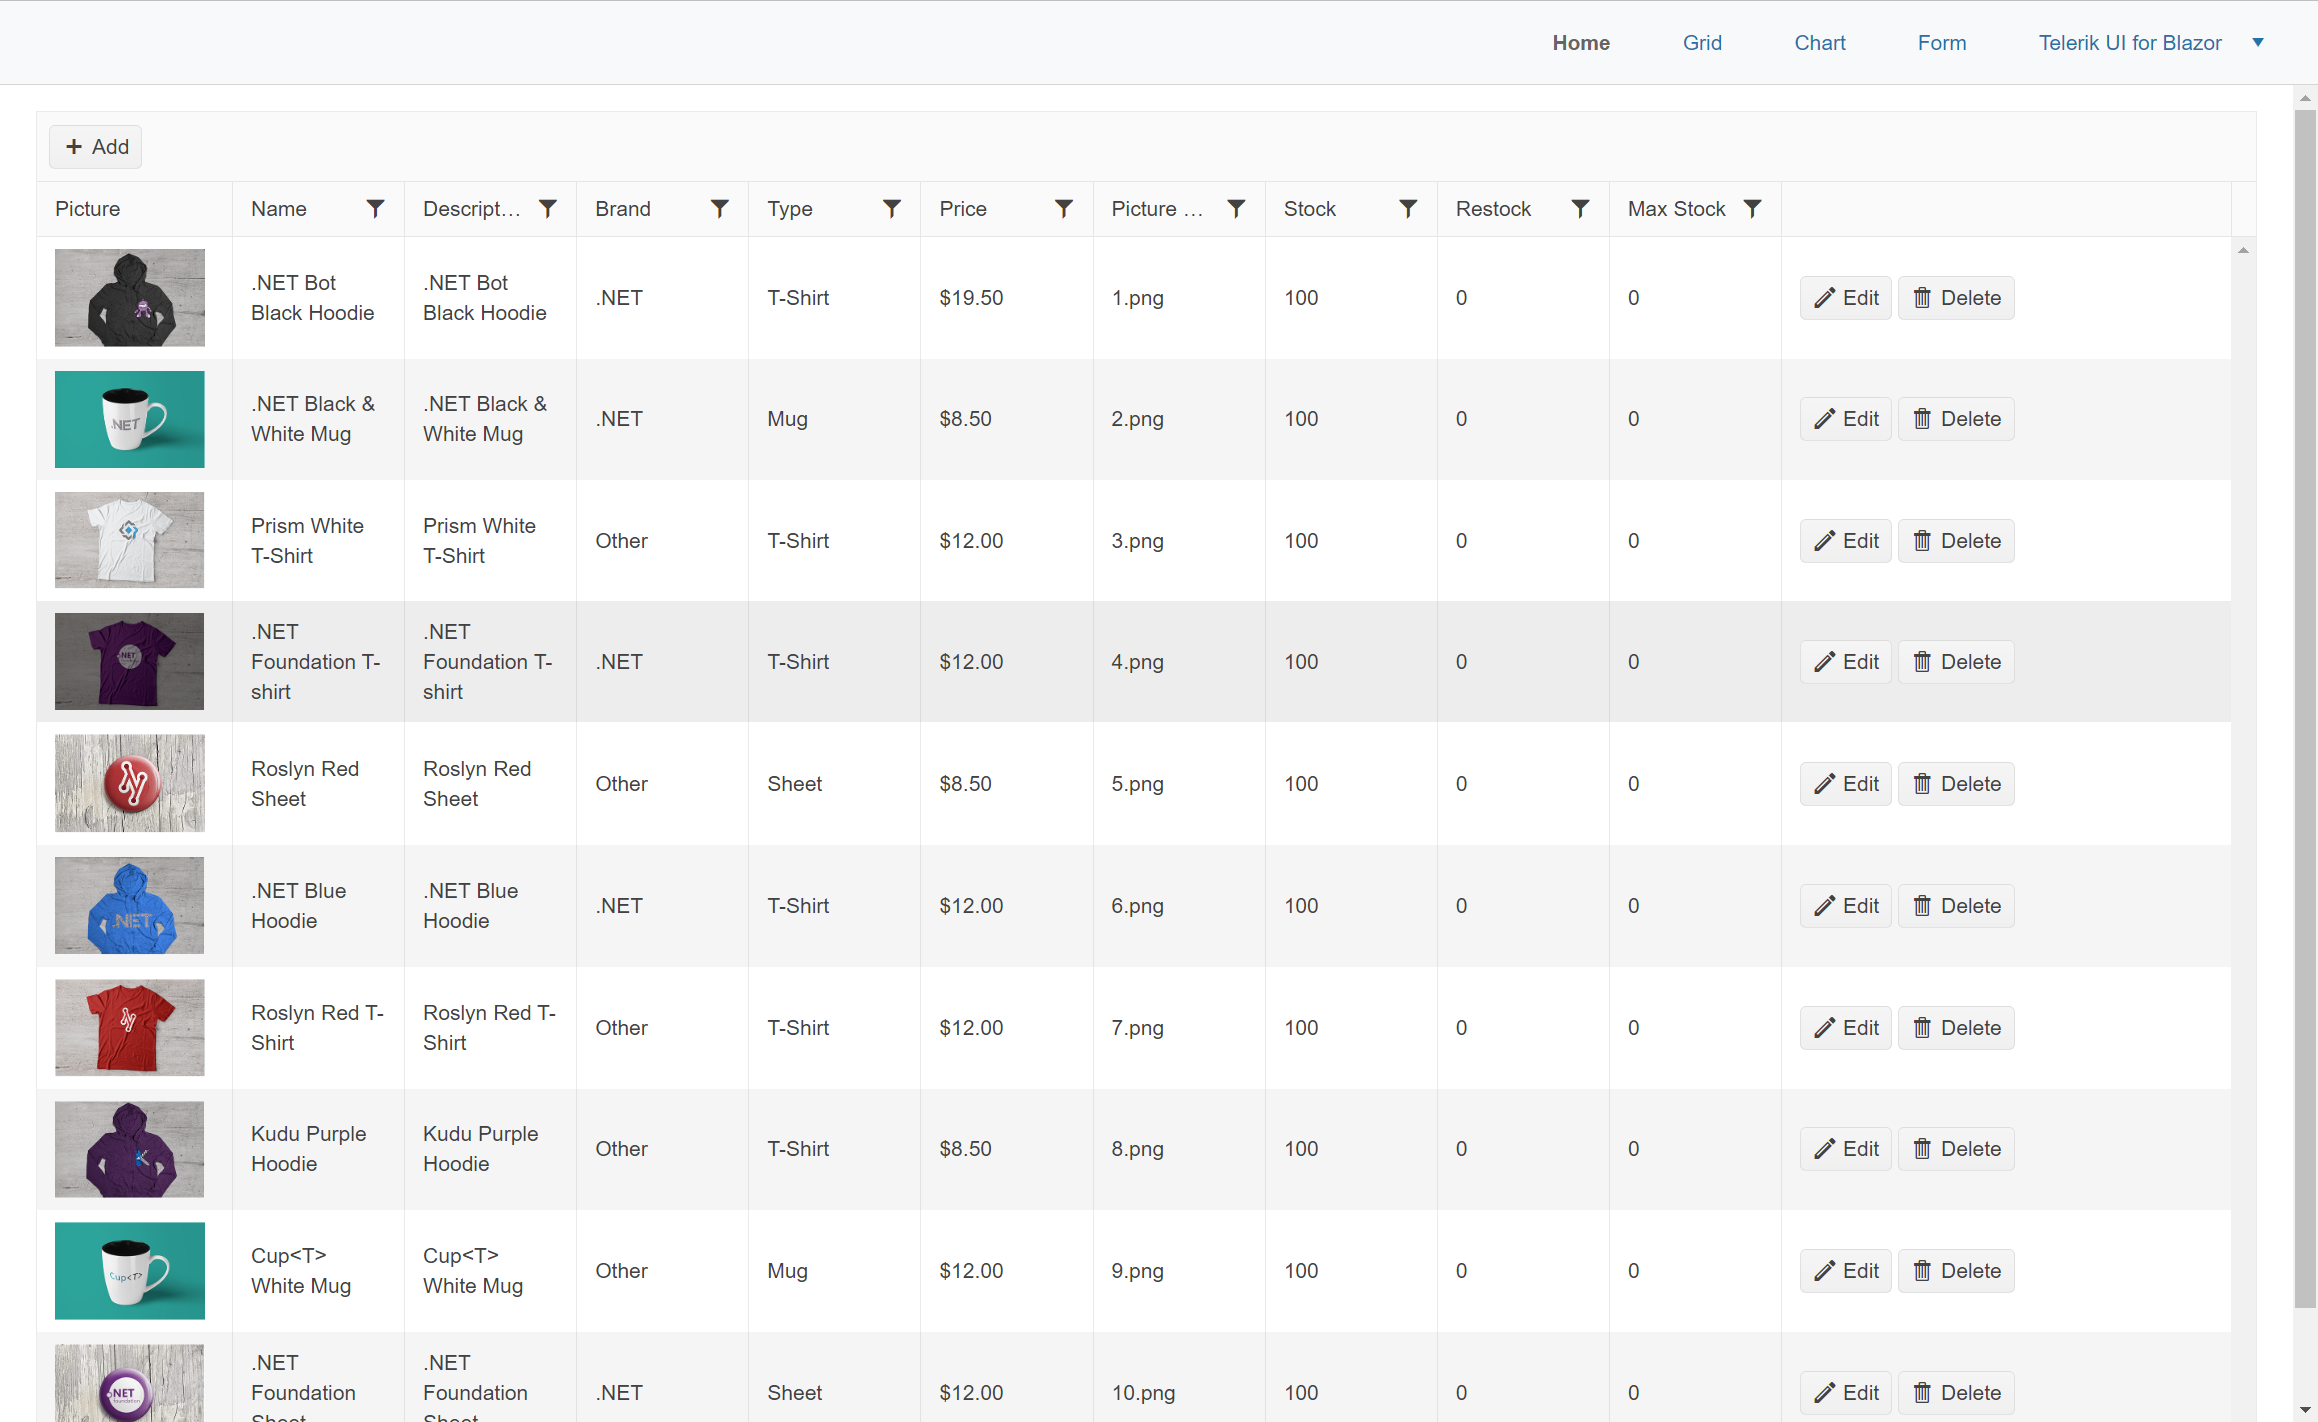 Home Grid Chart Form Telerik UI for Blazor
Add
Picture Name Descript... Brand Type Price Picture ... Stock Restock Max Stock
.NET Bot
Black Hoodie
.NET Bot
Black Hoodie
.NET T-Shirt $19.50 1.png 100 0 0 Edit Delete
.NET
.NET Black &
White Mug
.NET Black &
White Mug
.NET Mug $8.50 2.png 100 0 0 Edit Delete
Prism White
T-Shirt
Prism White
T-Shirt
Other T-Shirt $12.00 3.png 100 0 0 Edit Delete
.NET
.NET
Foundation T-
shirt
.NET
Foundation T-
shirt
.NET T-Shirt $12.00 4.png 100 0 0 Edit Delete
Roslyn Red
Sheet
Roslyn Red
Sheet
Other Sheet $8.50 5.png 100 0 0 Edit Delete
.NET
.NET Blue
Hoodie
.NET Blue
Hoodie
.NET T-Shirt $12.00 6.png 100 0 0 Edit Delete
Roslyn Red T-
Shirt
Roslyn Red T-
Shirt
Other T-Shirt $12.00 7.png 100 0 0 Edit Delete
Kudu Purple
Hoodie
Kudu Purple
Hoodie
Other T-Shirt $8.50 8.png 100 0 0 Edit Delete
Cup<T>
Cup<T>
White Mug
Cup<T>
White Mug
Other Mug $12.00 9.png 100 0 0 Edit Delete
.NET
foundation
.NET
Foundation
Sheet
.NET
Foundation
Sheet
.NET Sheet $12.00 10.png 100 0 0 Edit Delete